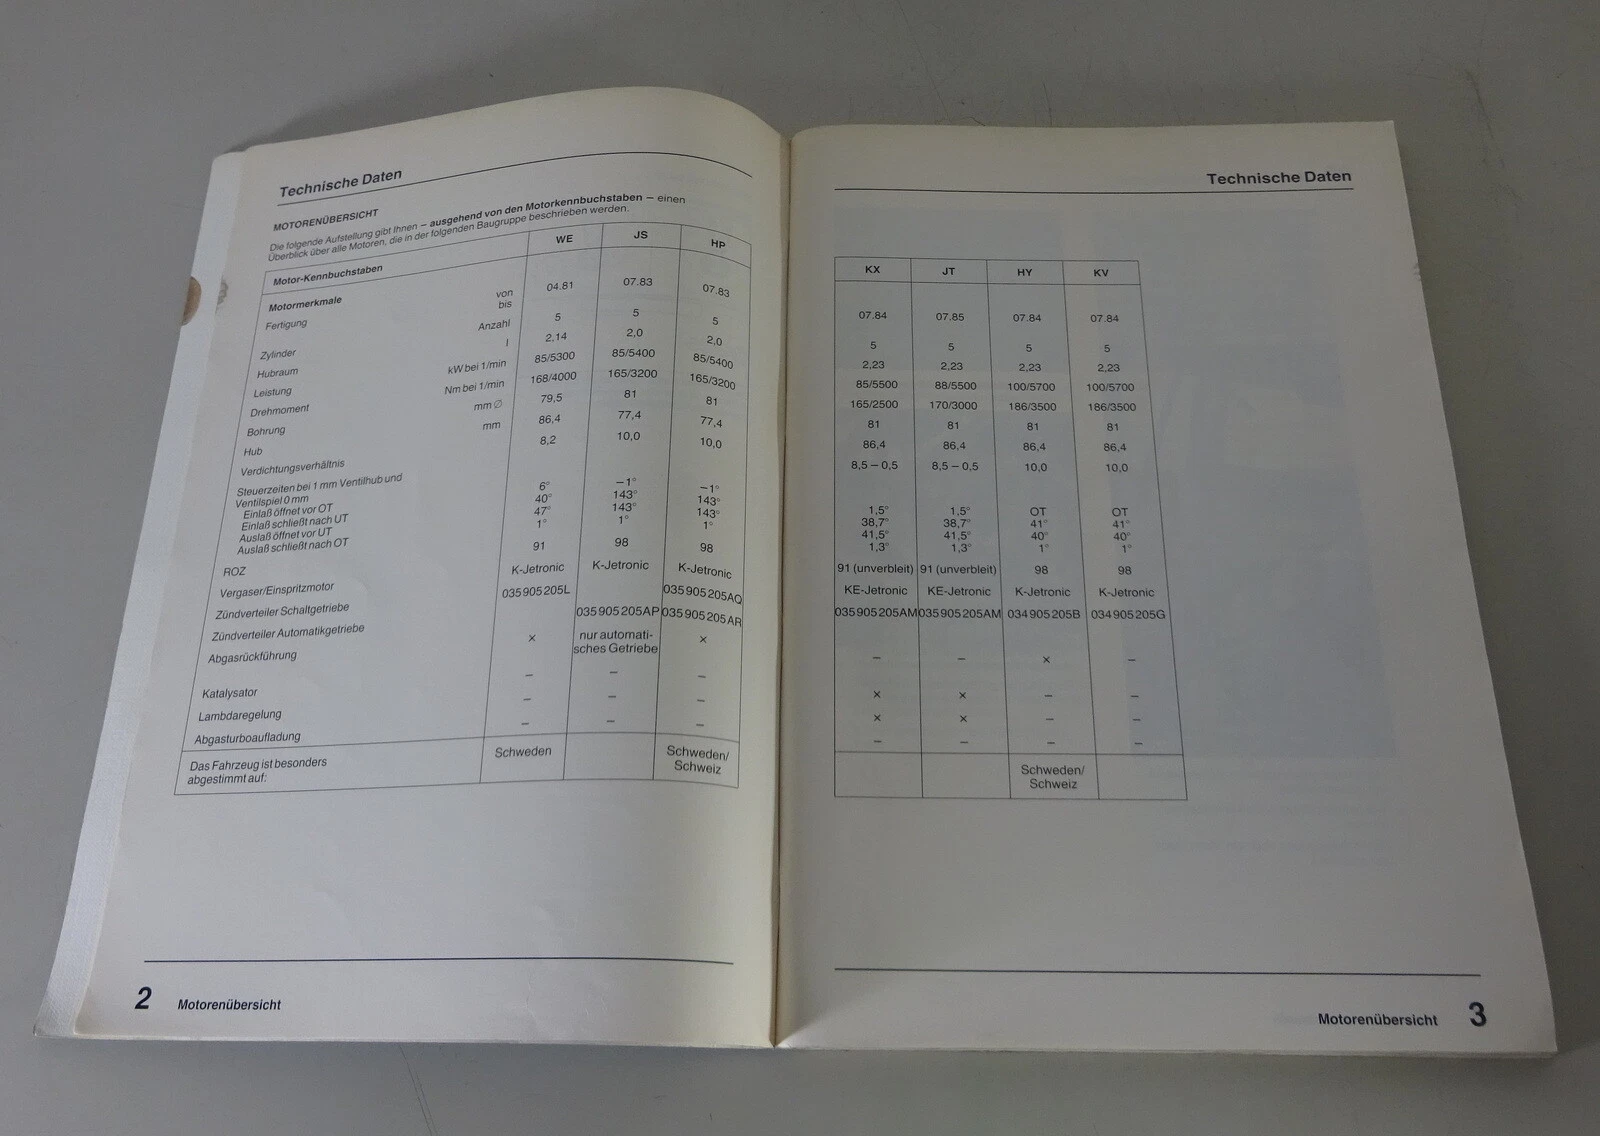 Technische Daten
MOTORENÜBERSICHT
Die folgende Aufstellung gibt Ihnen – ausgehend von den Motorkennbuchstaben – einen
Überblick über alle Motoren, die in der folgenden Baugruppe beschrieben werden.
Motor-Kennbuchstaben WE JS HP
Motormerkmale
Fertigung von 04.81 07.83 07.83
bis
Zylinder Anzahl 5 5 5
Hubraum l 2,14 2,0 2,0
Leistung kW bei 1/min 85/5300 85/5400 85/5400
Drehmoment Nm bei 1/min 168/4000 165/3200 165/3200
Bohrung mm ∅ 79,5 81 81
Hub mm 86,4 77,4 77,4
Verdichtungsverhältnis 8,2 10,0 10,0
Steuerzeiten bei 1 mm Ventilhub und
Ventilspiel 0 mm
Einlaß öffnet vor OT 6° –1° –1°
Einlaß schließt nach UT 40° 143° 143°
Auslaß öffnet vor UT 47° 143° 143°
Auslaß schließt nach OT 1° 1° 1°
ROZ 91 98 98
Vergaser/Einspritzmotor K-Jetronic K-Jetronic K-Jetronic
Zündverteiler Schaltgetriebe 035 905 205L 035 905 205AQ
Zündverteiler Automatikgetriebe 035 905 205AP 035 905 205 AR
Abgasrückführung × nur automati- ×
sches Getriebe
Katalysator – – –
Lambdaregelung – – –
Abgasturboaufladung – – –
Das Fahrzeug ist besonders Schweden Schweden/
abgestimmt auf: Schweiz
2 Motorenübersicht
Technische Daten
KX JT HY KV
07.84 07.85 07.84 07.84
5 5 5 5
2,23 2,23 2,23 2,23
85/5500 88/5500 100/5700 100/5700
165/2500 170/3000 186/3500 186/3500
81 81 81 81
86,4 86,4 86,4 86,4
8,5 – 0,5 8,5 – 0,5 10,0 10,0
1,5° 1,5° OT OT
38,7° 38,7° 41° 41°
41,5° 41,5° 40° 40°
1,3° 1,3° 1° 1°
91 (unverbleit) 91 (unverbleit) 98 98
KE-Jetronic KE-Jetronic K-Jetronic K-Jetronic
035 905 205AM 035 905 205AM 034 905 205B 034 905 205G
– – × –
× × – –
× × – –
– – – –
Schweden/
Schweiz
Motorenübersicht 3